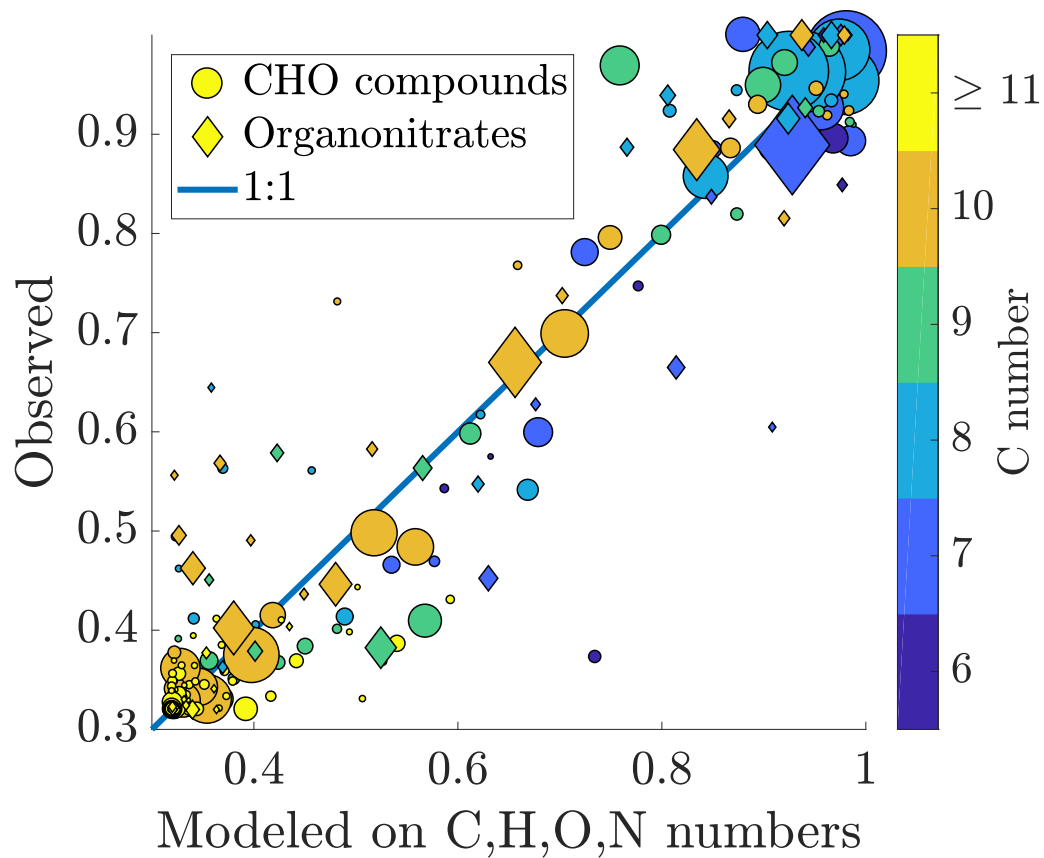 CHO compounds
Organonitrates
1:1
0.9
0.8
0.7
0.6
0.5
0.4
0.3
Observed
0.4 0.6 0.8 1
Modeled on C,H,O,N numbers
≥ 11
10
9
8
7
6
C number